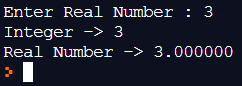 Enter Real Number : 3
Integer -> 3
Real Number -> 3.000000
>